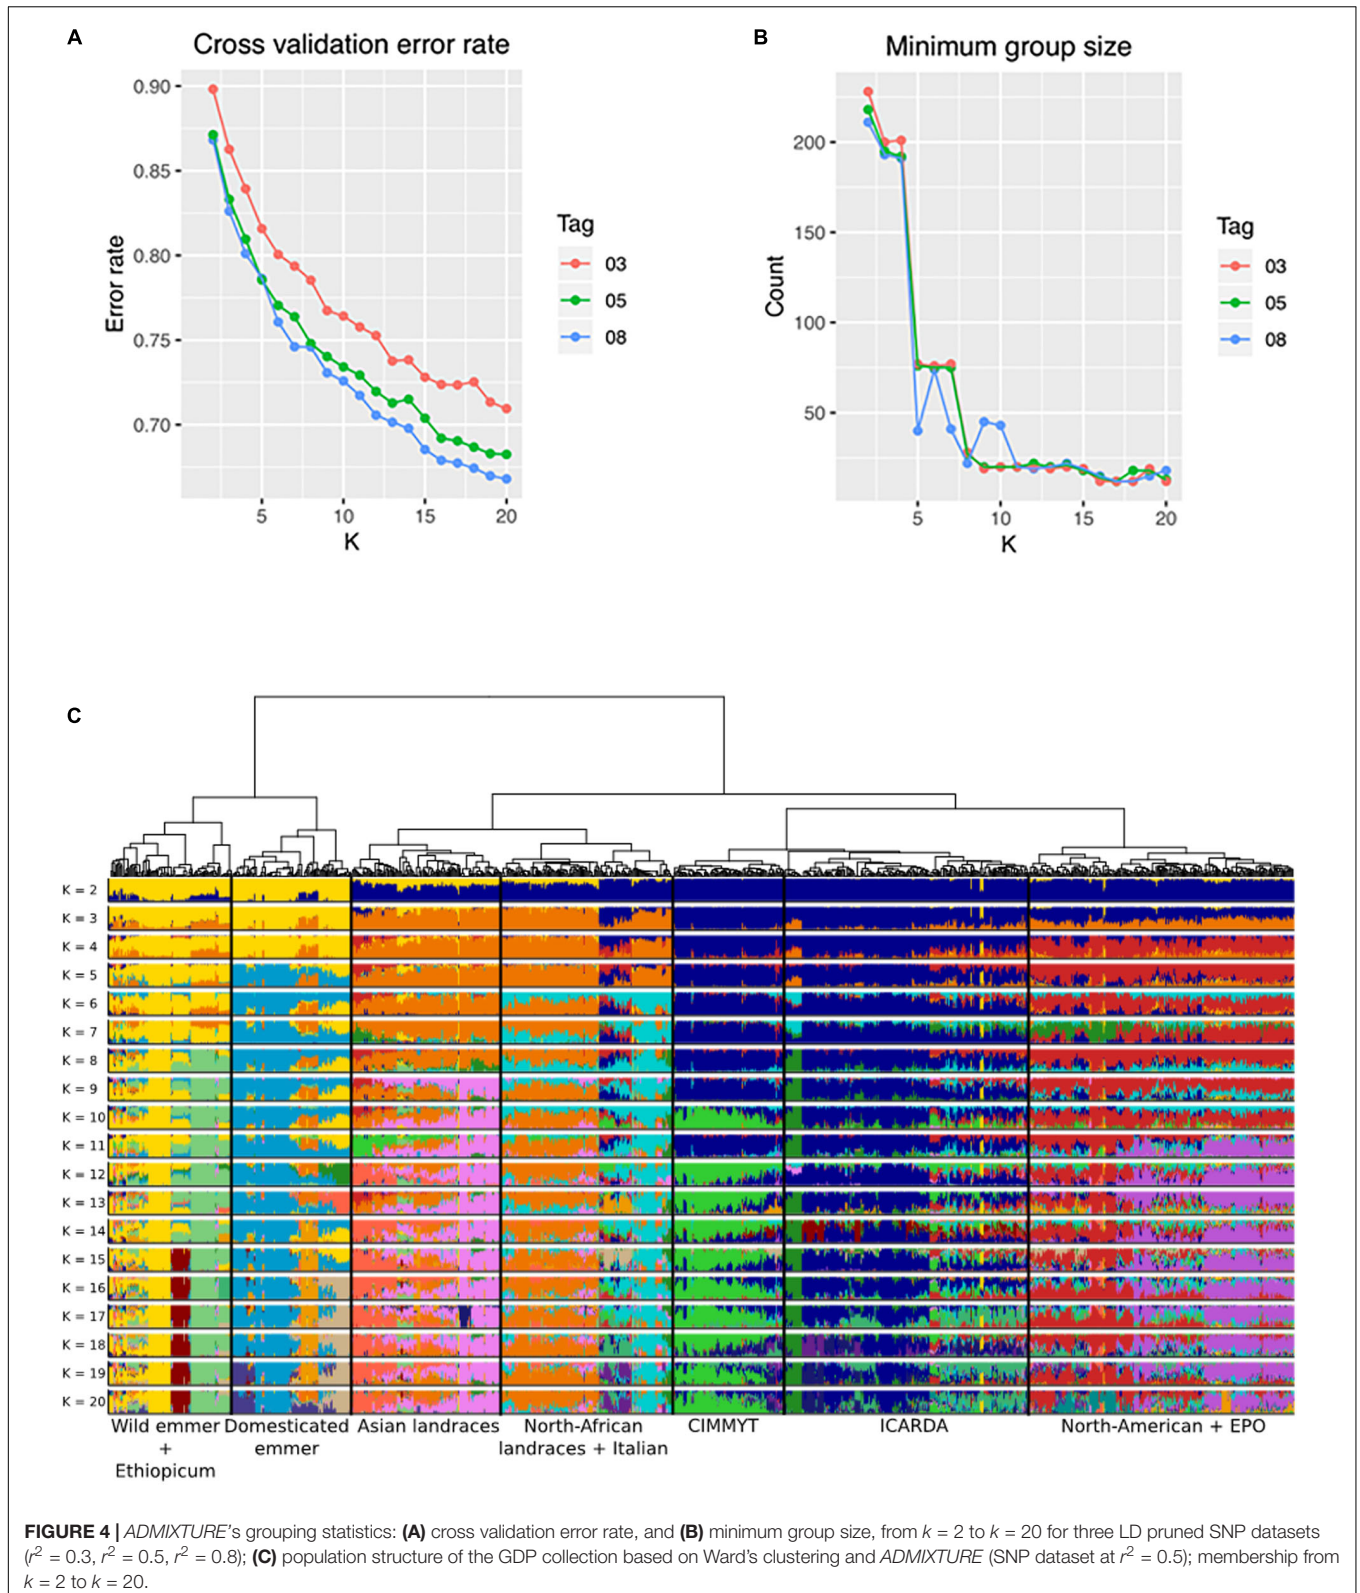 A
Cross validation error rate
0.90
0.85
0.80
0.75
0.70
Error rate
5 10 15 20
K
Tag
03
05
08
B
Minimum group size
200
150
100
50
Count
5 10 15 20
K
Tag
03
05
08
C
K = 2
K = 3
K = 4
K = 5
K = 6
K = 7
K = 8
K = 9
K = 10
K = 11
K = 12
K = 13
K = 14
K = 15
K = 16
K = 17
K = 18
K = 19
K = 20
Wild emmer
+
Ethiopicum
Domesticated
emmer
Asian landraces
North-African
landraces + Italian
CIMMYT
ICARDA
North-American + EPO
FIGURE 4 | ADMIXTURE's grouping statistics: (A) cross validation error rate, and (B) minimum group size, from k = 2 to k = 20 for three LD pruned SNP datasets
(r² = 0.3, r² = 0.5, r² = 0.8); (C) population structure of the GDP collection based on Ward's clustering and ADMIXTURE (SNP dataset at r² = 0.5); membership from
k = 2 to k = 20.